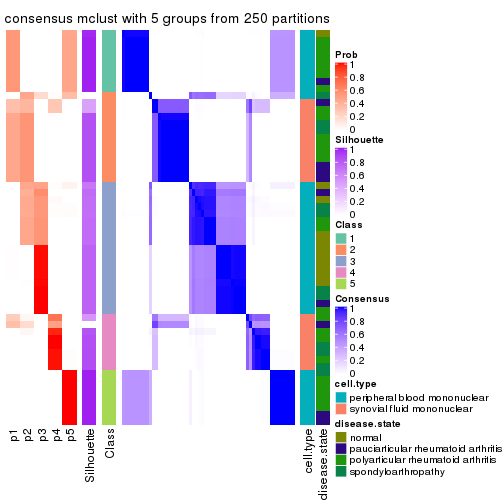 consensus mclust with 5 groups from 250 partitions
Prob
1
0.8
0.6
0.4
0.2
0
Silhouette
1
0.8
0.6
0.4
0.2
0
Class
1
2
3
4
5
Consensus
1
0.8
0.6
0.4
0.2
0
cell.type
peripheral blood mononuclear
synovial fluid mononuclear
disease.state
normal
pauciarticular rheumatoid arthritis
polyarticular rheumatoid arthritis
spondyloarthropathy
p1
p2
p3
p4
p5
Silhouette
Class
cell.type
disease.state